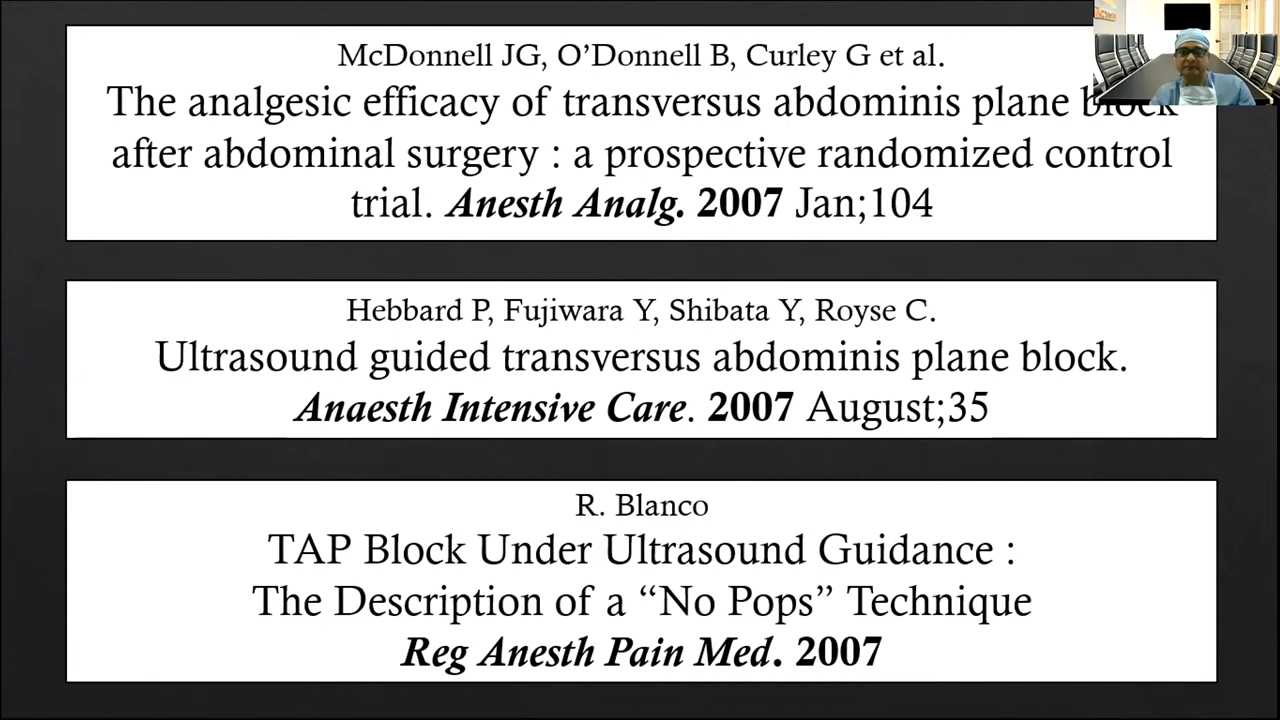 McDonnell JG, O’Donnell B, Curley G et al.
The analgesic efficacy of transversus abdominis plane block
after abdominal surgery : a prospective randomized control
trial. Anesth Analg. 2007 Jan;104
Hebbard P, Fujiwara Y, Shibata Y, Royse C.
Ultrasound guided transversus abdominis plane block.
Anaesth Intensive Care. 2007 August;35
R. Blanco
TAP Block Under Ultrasound Guidance :
The Description of a “No Pops” Technique
Reg Anesth Pain Med. 2007